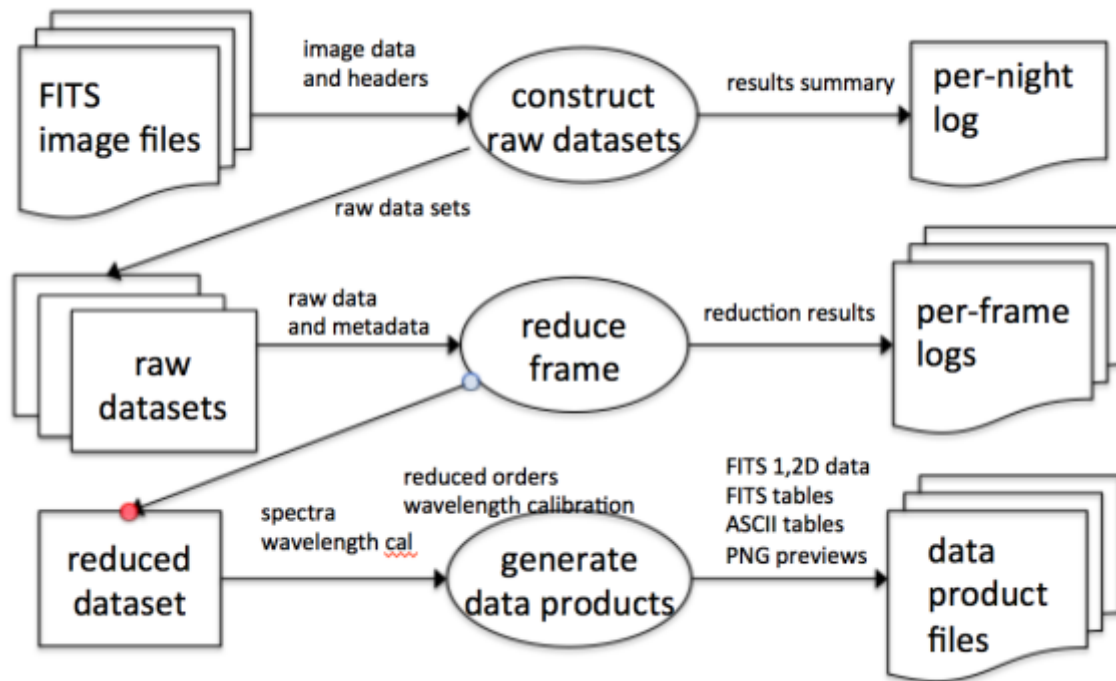 FITS
image files
image data
and headers
construct
raw datasets
results summary
per-night
log
raw data sets
raw
datasets
raw data
and metadata
reduce
frame
reduction results
per-frame
logs
reduced
dataset
spectra
wavelength cal
reduced orders
wavelength calibration
generate
data products
FITS 1,2D data
FITS tables
ASCII tables
PNG previews
data
product
files